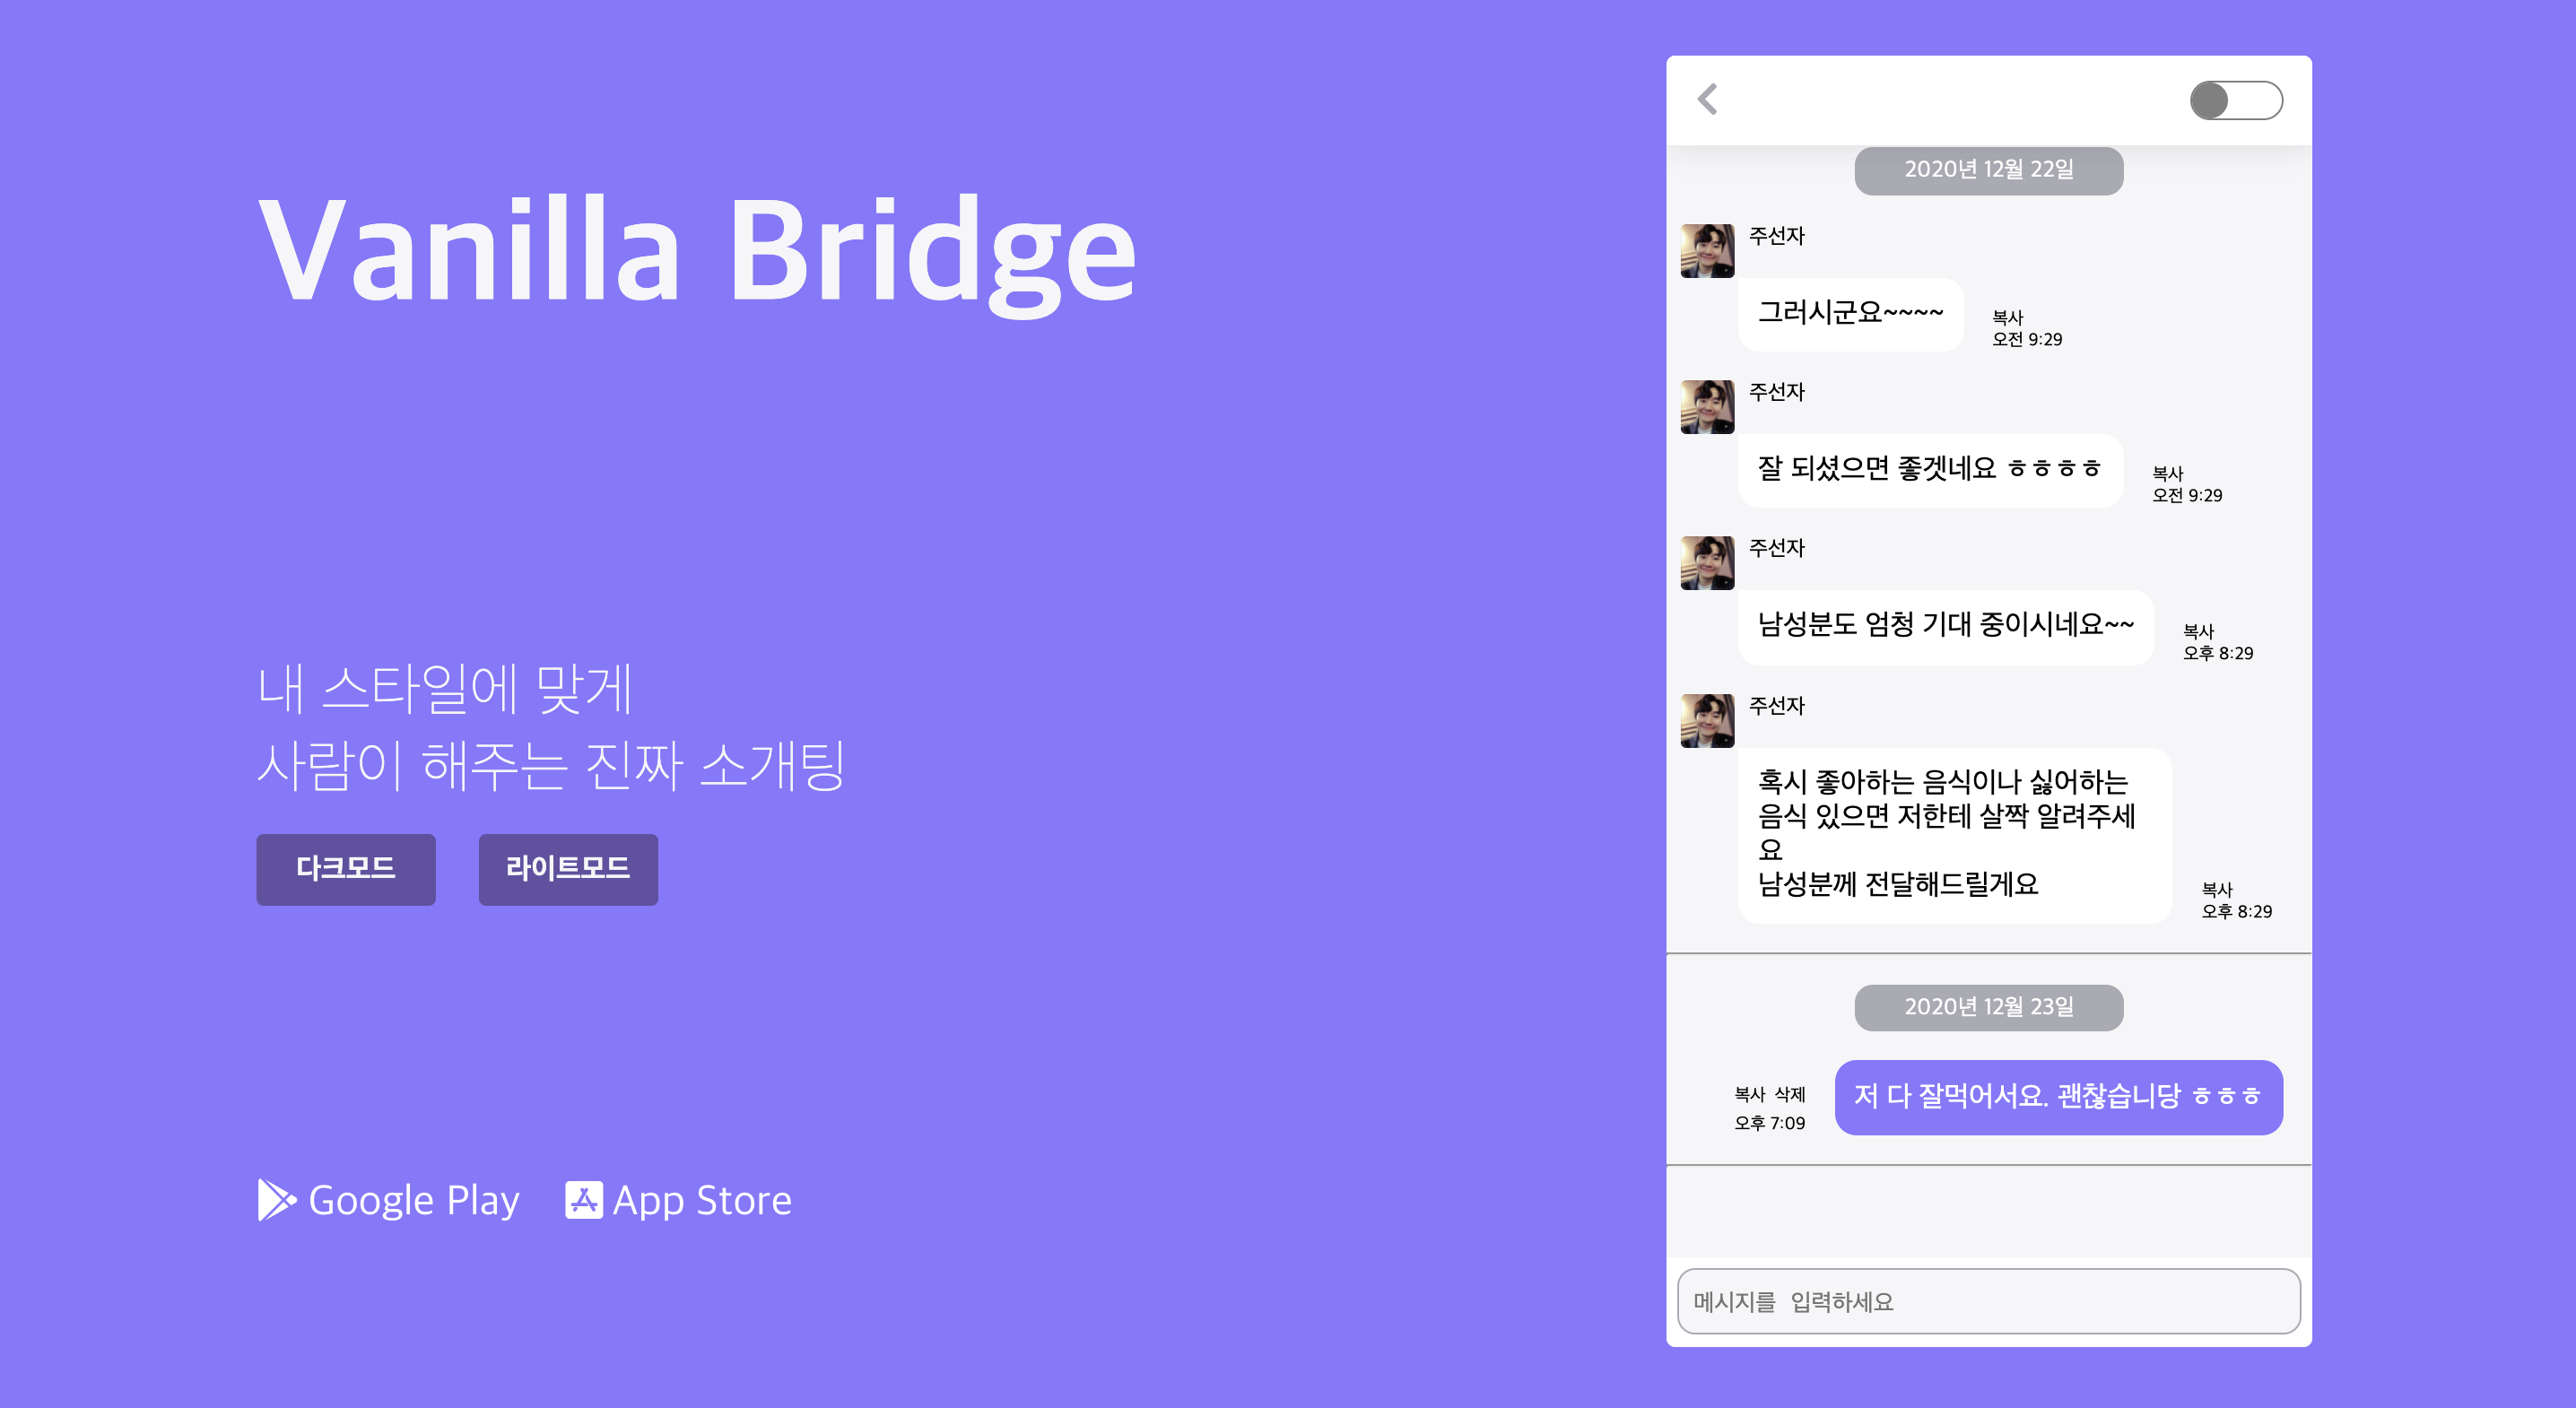 Vanilla Bridge
내 스타일에 맞게
사람이 해주는 진짜 소개팅
다크모드
라이트모드
Google Play
App Store
2020년 12월 22일
주선자
그러시군요~~~~
복사
오전 9:29
주선자
잘 되셨으면 좋겟네요 ㅎㅎㅎㅎ
복사
오전 9:29
주선자
남성분도 엄청 기대 중이시네요~~
복사
오후 8:29
주선자
혹시 좋아하는 음식이나 싫어하는
음식 있으면 저한테 살짝 알려주세
요
남성분께 전달해드릴게요
복사
오후 8:29
2020년 12월 23일
복사 삭제
오후 7:09
저 다 잘먹어서요. 괜찮습니당 ㅎㅎㅎ
메시지를 입력하세요